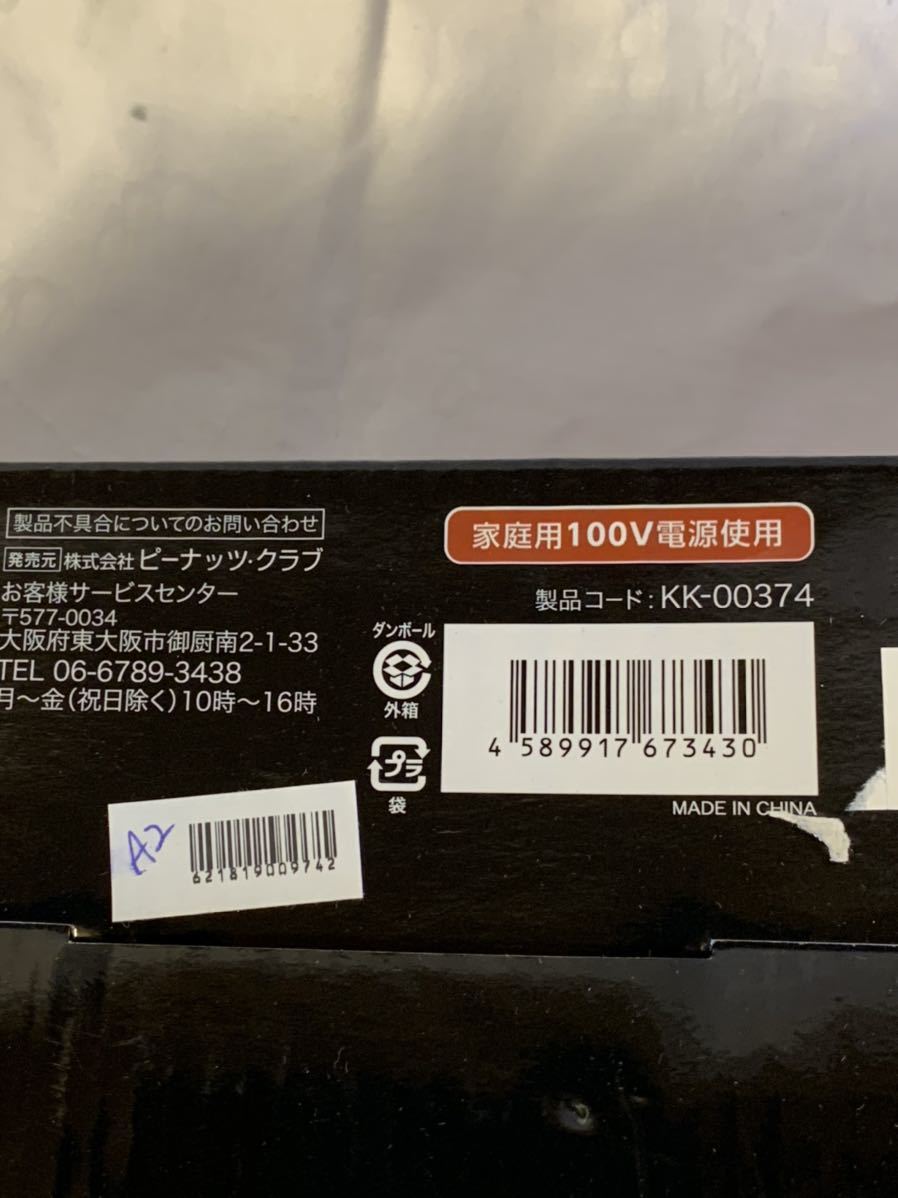 製品不具合についてのお問い合わせ
発売元 株式会社 ピーナッツ・クラブ
お客様サービスセンター
〒577-0034
大阪府東大阪市御厨南2-1-33
TEL 06-6789-3438
月～金(祝日除く)10時～16時
家庭用100V電源使用
製品コード：KK-00374
ダンボール
外箱
プラ
袋
4 589917 673430
MADE IN CHINA
A2
621819009742